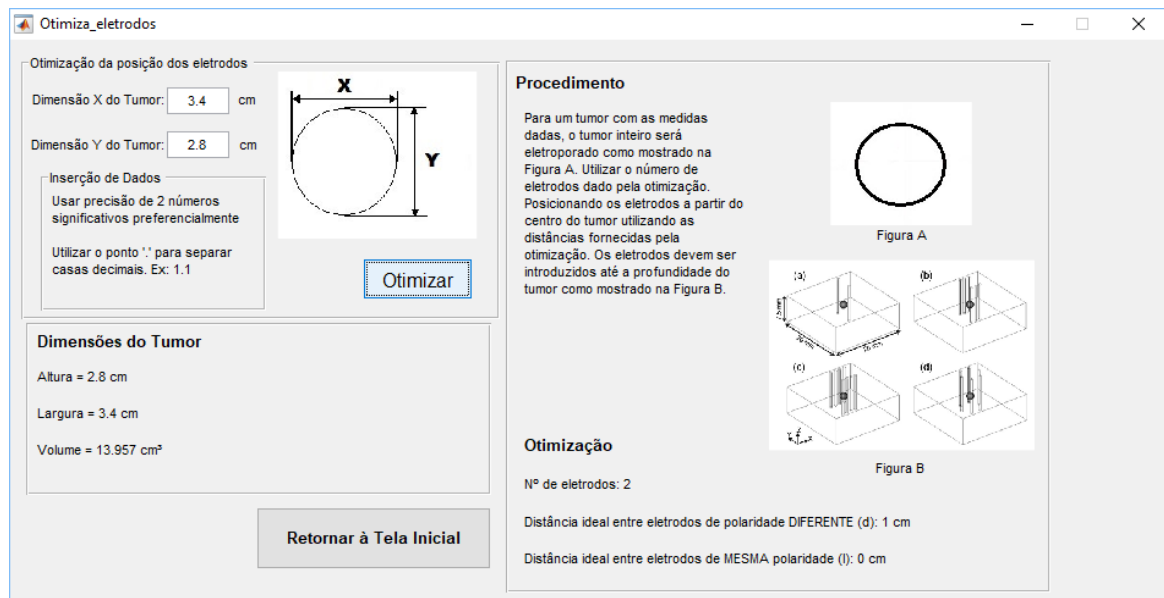 Otimiza_eletrodos
Otimização da posição dos eletrodos
Dimensão X do Tumor: 3.4 cm
Dimensão Y do Tumor: 2.8 cm
Inserção de Dados
Usar precisão de 2 números
significativos preferencialmente
Utilizar o ponto '.' para separar
casas decimais. Ex: 1.1
X
Y
Otimizar
Dimensões do Tumor
Altura = 2.8 cm
Largura = 3.4 cm
Volume = 13.957 cm³
Retornar à Tela Inicial
Procedimento
Para um tumor com as medidas
dadas, o tumor inteiro será
eletroporado como mostrado na
Figura A. Utilizar o número de
eletrodos dado pela otimização.
Posicionando os eletrodos a partir do
centro do tumor utilizando as
distâncias fornecidas pela
otimização. Os eletrodos devem ser
introduzidos até a profundidade do
tumor como mostrado na Figura B.
Figura A
(a)
(b)
(c)
(d)
Figura B
Otimização
Nº de eletrodos: 2
Distância ideal entre eletrodos de polaridade DIFERENTE (d): 1 cm
Distância ideal entre eletrodos de MESMA polaridade (l): 0 cm